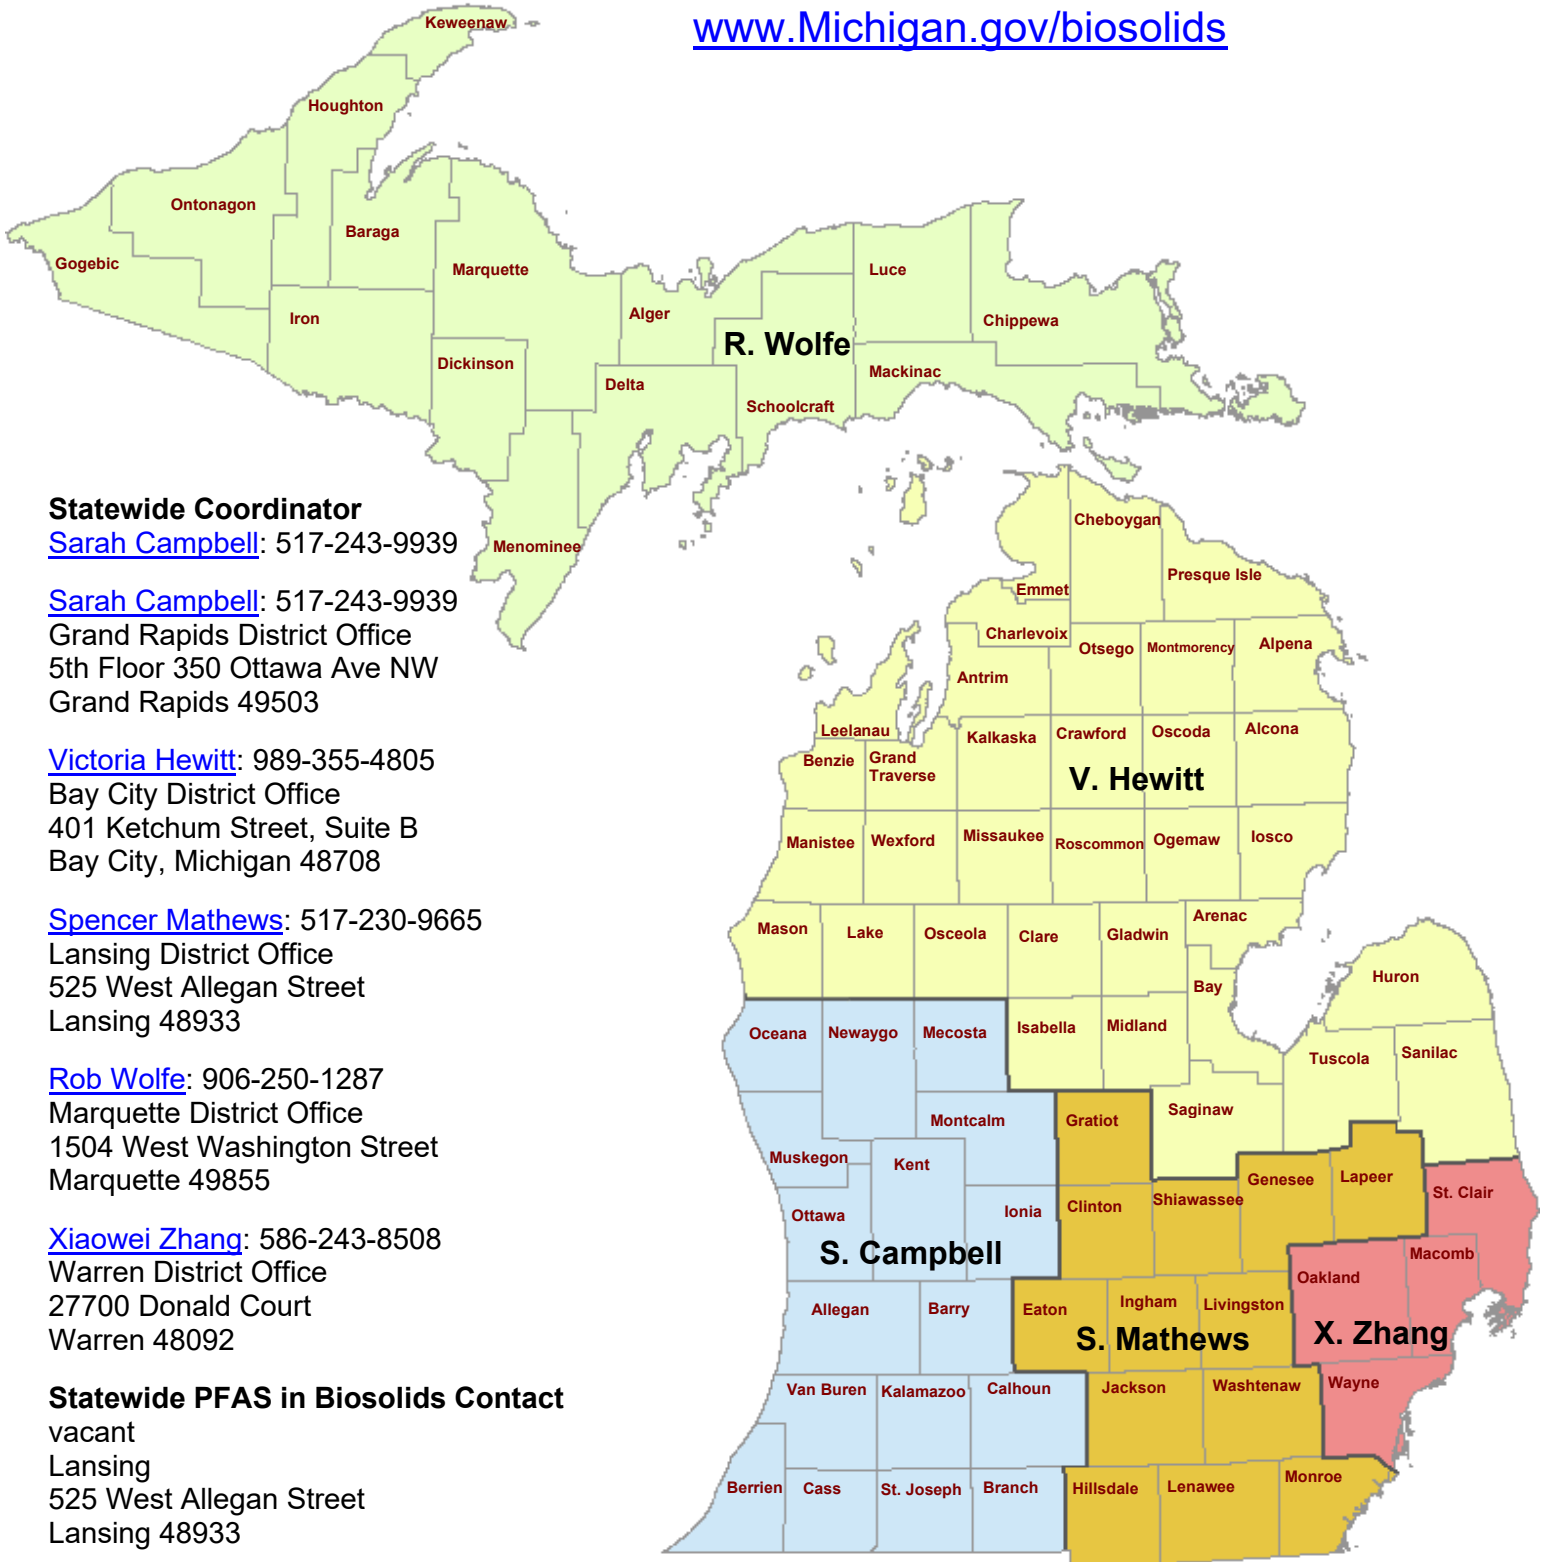 www.Michigan.gov/biosolids
Keweenaw
Houghton
Ontonagon
Baraga
Gogebic
Marquette
Luce
Iron
Alger
Chippewa
R. Wolfe
Dickinson
Delta
Mackinac
Schoolcraft
Menominee
Statewide Coordinator
Sarah Campbell: 517-243-9939
Sarah Campbell: 517-243-9939
Grand Rapids District Office
5th Floor 350 Ottawa Ave NW
Grand Rapids 49503
Victoria Hewitt: 989-355-4805
Bay City District Office
401 Ketchum Street, Suite B
Bay City, Michigan 48708
Spencer Mathews: 517-230-9665
Lansing District Office
525 West Allegan Street
Lansing 48933
Rob Wolfe: 906-250-1287
Marquette District Office
1504 West Washington Street
Marquette 49855
Xiaowei Zhang: 586-243-8508
Warren District Office
27700 Donald Court
Warren 48092
Statewide PFAS in Biosolids Contact
vacant
Lansing
525 West Allegan Street
Lansing 48933
Cheboygan
Presque Isle
Emmet
Charlevoix
Otsego
Montmorency
Alpena
Antrim
Leelanau
Kalkaska
Crawford
Oscoda
Alcona
Benzie
Grand
Traverse
V. Hewitt
Manistee
Wexford
Missaukee
Roscommon
Ogemaw
Iosco
Mason
Lake
Osceola
Clare
Gladwin
Arenac
Huron
Bay
Oceana
Newaygo
Mecosta
Isabella
Midland
Tuscola
Sanilac
Montcalm
Gratiot
Saginaw
Muskegon
Kent
Genesee
Lapeer
St. Clair
Ottawa
Ionia
Clinton
Shiawassee
S. Campbell
Macomb
Oakland
Allegan
Barry
Eaton
Ingham
Livingston
S. Mathews
X. Zhang
Van Buren
Kalamazoo
Calhoun
Jackson
Washtenaw
Wayne
Berrien
Cass
St. Joseph
Branch
Hillsdale
Lenawee
Monroe